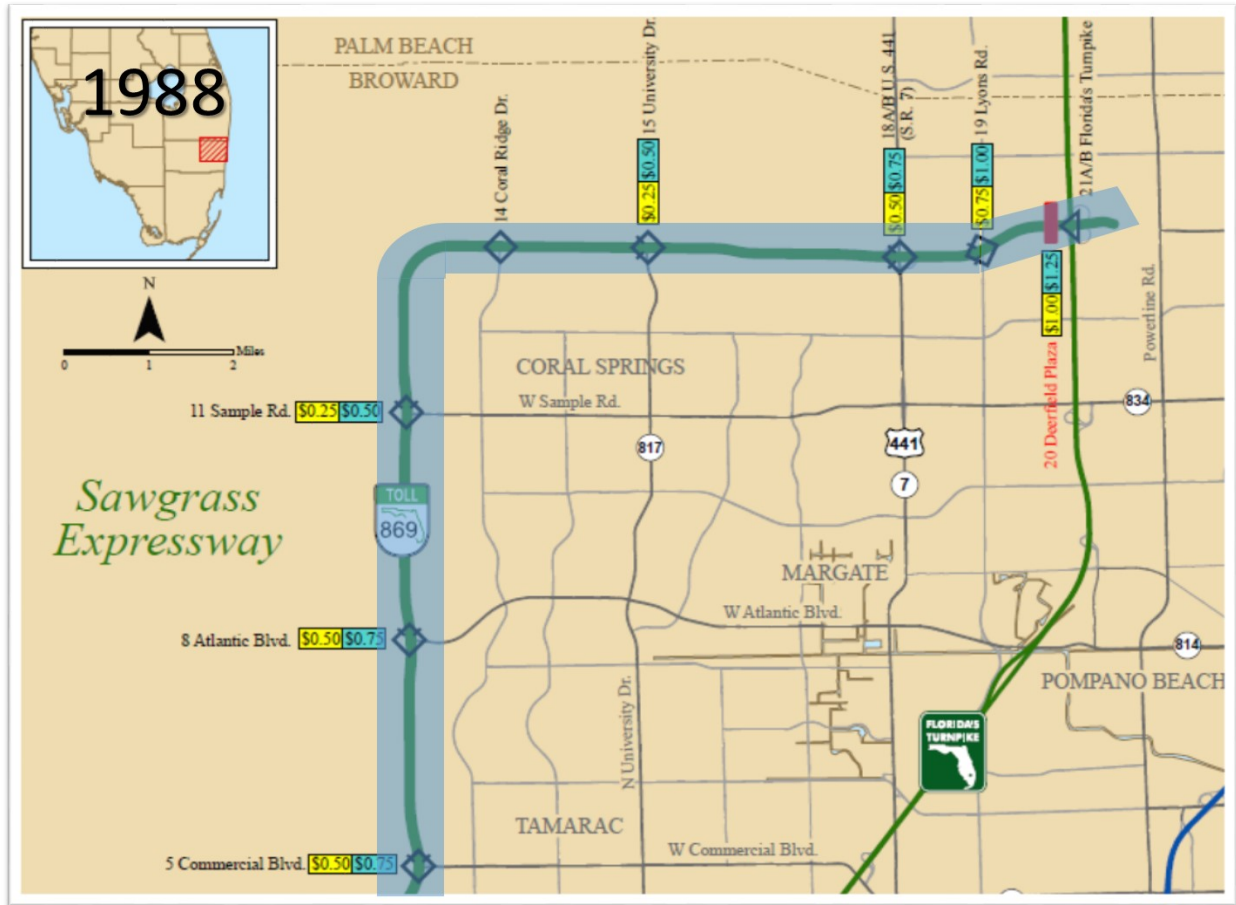 1988
PALM BEACH
BROWARD
14 Coral Ridge Dr.
15 University Dr.
$0.25 $0.50
18A/B U.S. 441
(S.R. 7)
$0.50 $0.75
19 Lyons Rd.
$0.75 $1.00
21A/B Florida's Turnpike
20 Deerfield Plaza $1.00 $1.25
Powerline Rd.
N
0 1 2 Miles
CORAL SPRINGS
11 Sample Rd. $0.25 $0.50
W Sample Rd.
834
817
441
7
Sawgrass
Expressway
TOLL
869
MARGATE
W Atlantic Blvd.
8 Atlantic Blvd. $0.50 $0.75
814
POMPANO BEACH
N University Dr.
FLORIDA'S
TURNPIKE
TAMARAC
W Commercial Blvd.
5 Commercial Blvd. $0.50 $0.75